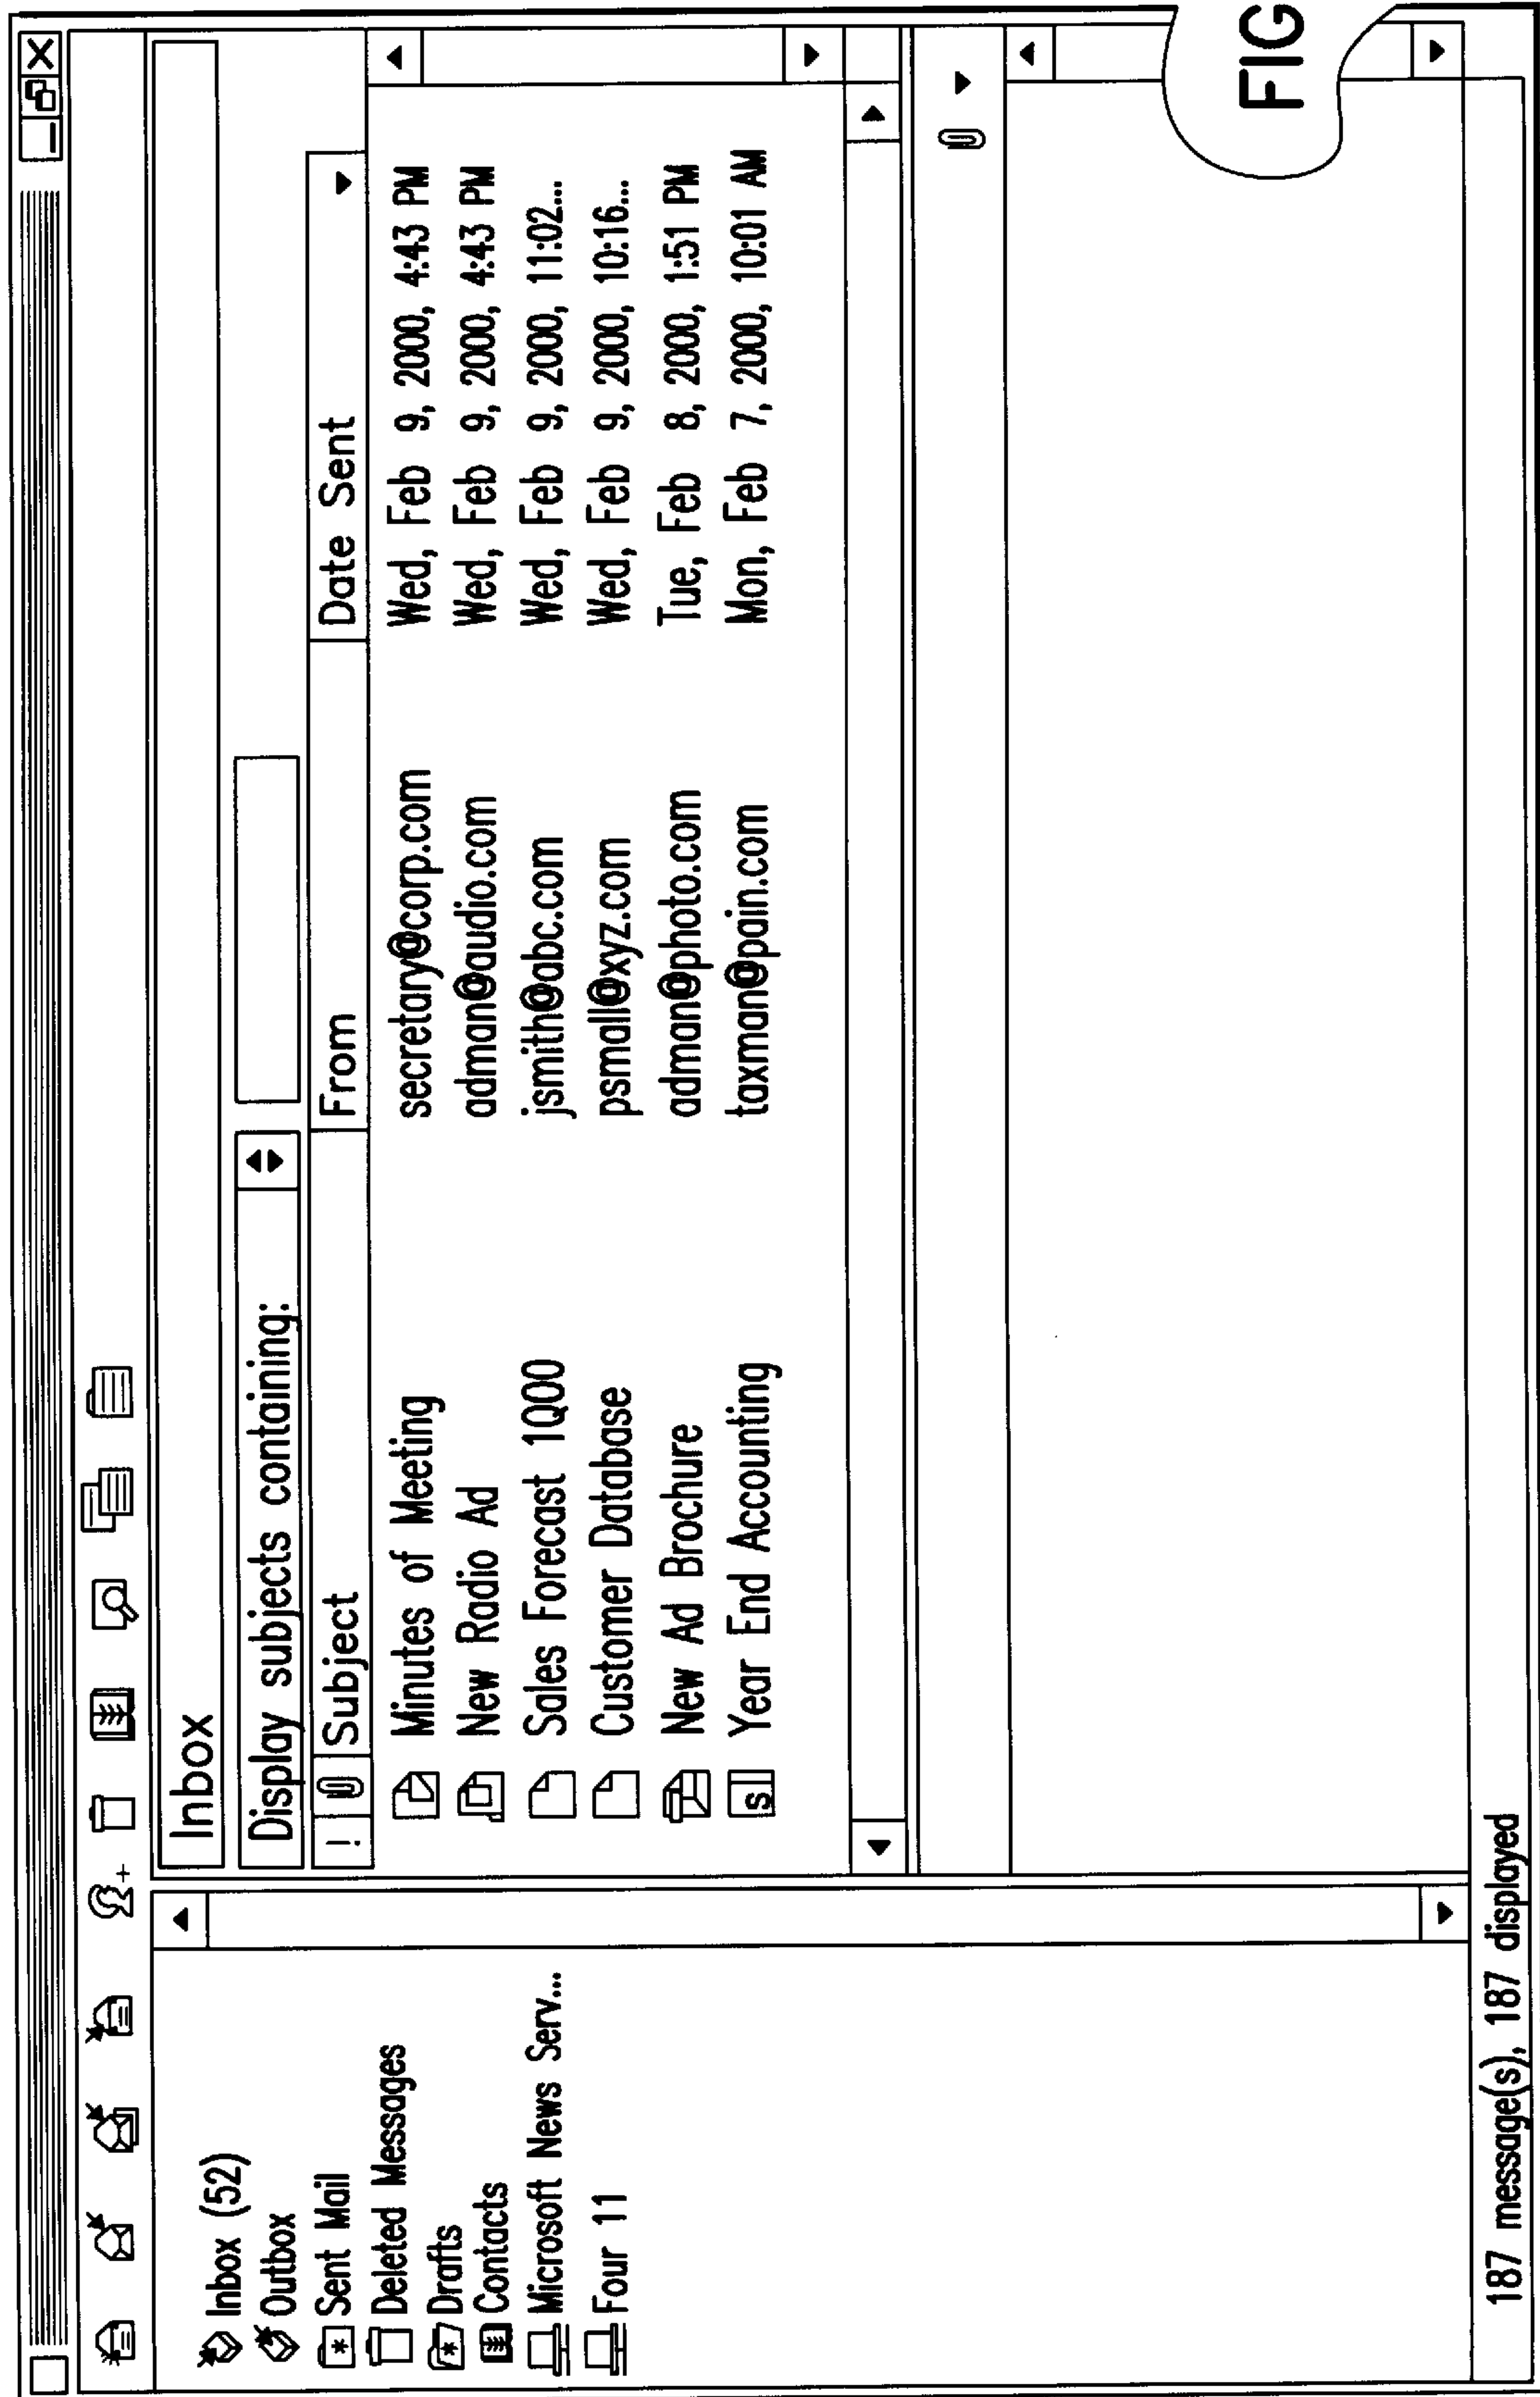 Inbox (52)
Outbox
Sent Mail
Deleted Messages
Drafts
Contacts
Microsoft News Serv...
Four 11
Inbox
Display subjects containing:
! Subject From Date Sent
Minutes of Meeting secretary@corp.com Wed, Feb 9, 2000, 4:43 PM
New Radio Ad adman@audio.com Wed, Feb 9, 2000, 4:43 PM
Sales Forecast 1Q00 jsmith@abc.com Wed, Feb 9, 2000, 11:02...
Customer Database psmall@xyz.com Wed, Feb 9, 2000, 10:16...
New Ad Brochure adman@photo.com Tue, Feb 8, 2000, 1:51 PM
s Year End Accounting taxman@pain.com Mon, Feb 7, 2000, 10:01 AM
187 message(s), 187 displayed
FIG